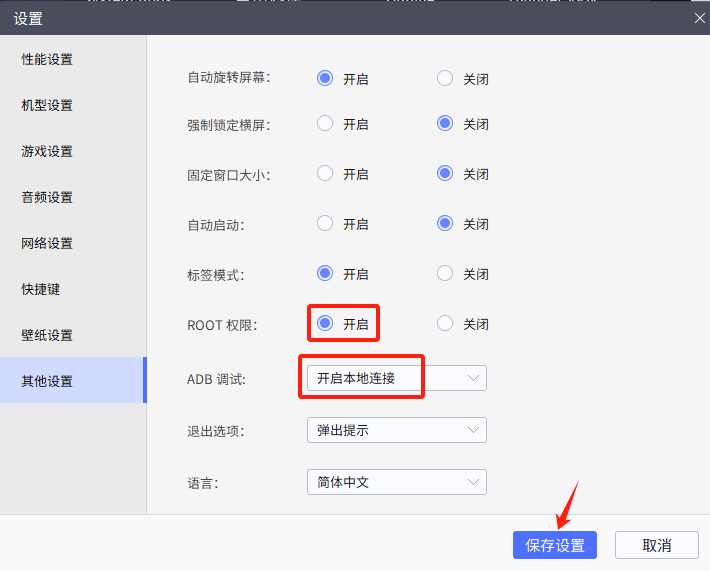 设置
性能设置
机型设置
游戏设置
音频设置
网络设置
快捷键
壁纸设置
其他设置
自动旋转屏幕： 开启 关闭
强制锁定横屏： 开启 关闭
固定窗口大小： 开启 关闭
自动启动： 开启 关闭
标签模式： 开启 关闭
ROOT 权限： 开启 关闭
ADB 调试: 开启本地连接
退出选项： 弹出提示
语言： 简体中文
保存设置 取消